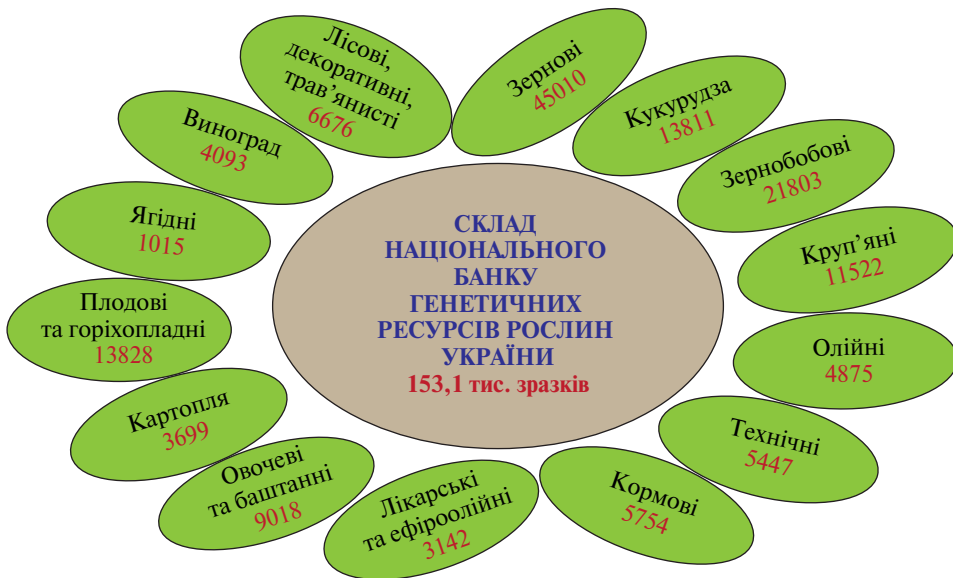 СКЛАД
НАЦІОНАЛЬНОГО
БАНКУ
ГЕНЕТИЧНИХ
РЕСУРСІВ РОСЛИН
УКРАЇНИ
153,1 тис. зразків
Зернові
45010
Кукурудза
13811
Зернобобові
21803
Круп’яні
11522
Олійні
4875
Технічні
5447
Кормові
5754
Лікарські
та ефіроолійні
3142
Овочеві
та баштанні
9018
Картопля
3699
Плодові
та горіхопладні
13828
Ягідні
1015
Виноград
4093
Лісові,
декоративні,
трав’янисті
6676